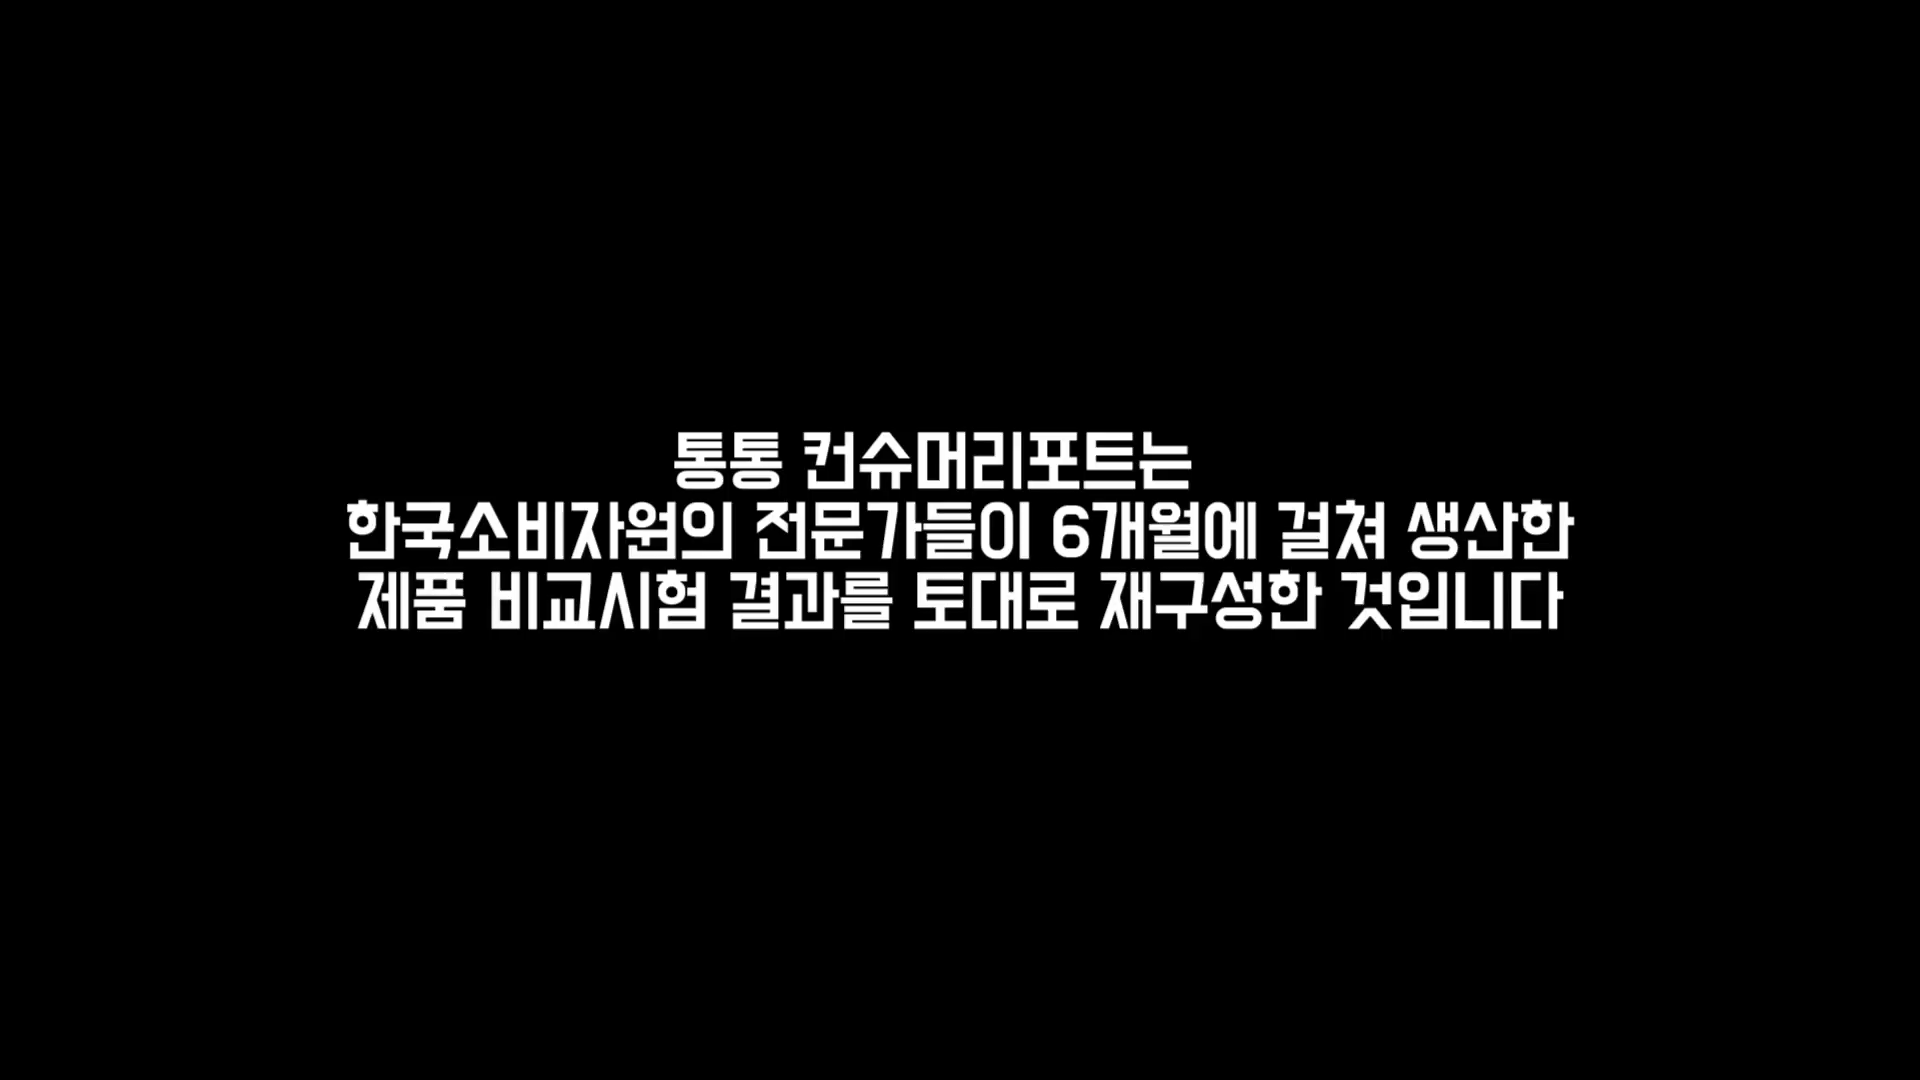 통통 컨슈머리포트는
한국소비자원의 전문가들이 6개월에 걸쳐 생산한
제품 비교시험 결과를 토대로 재구성한 것입니다